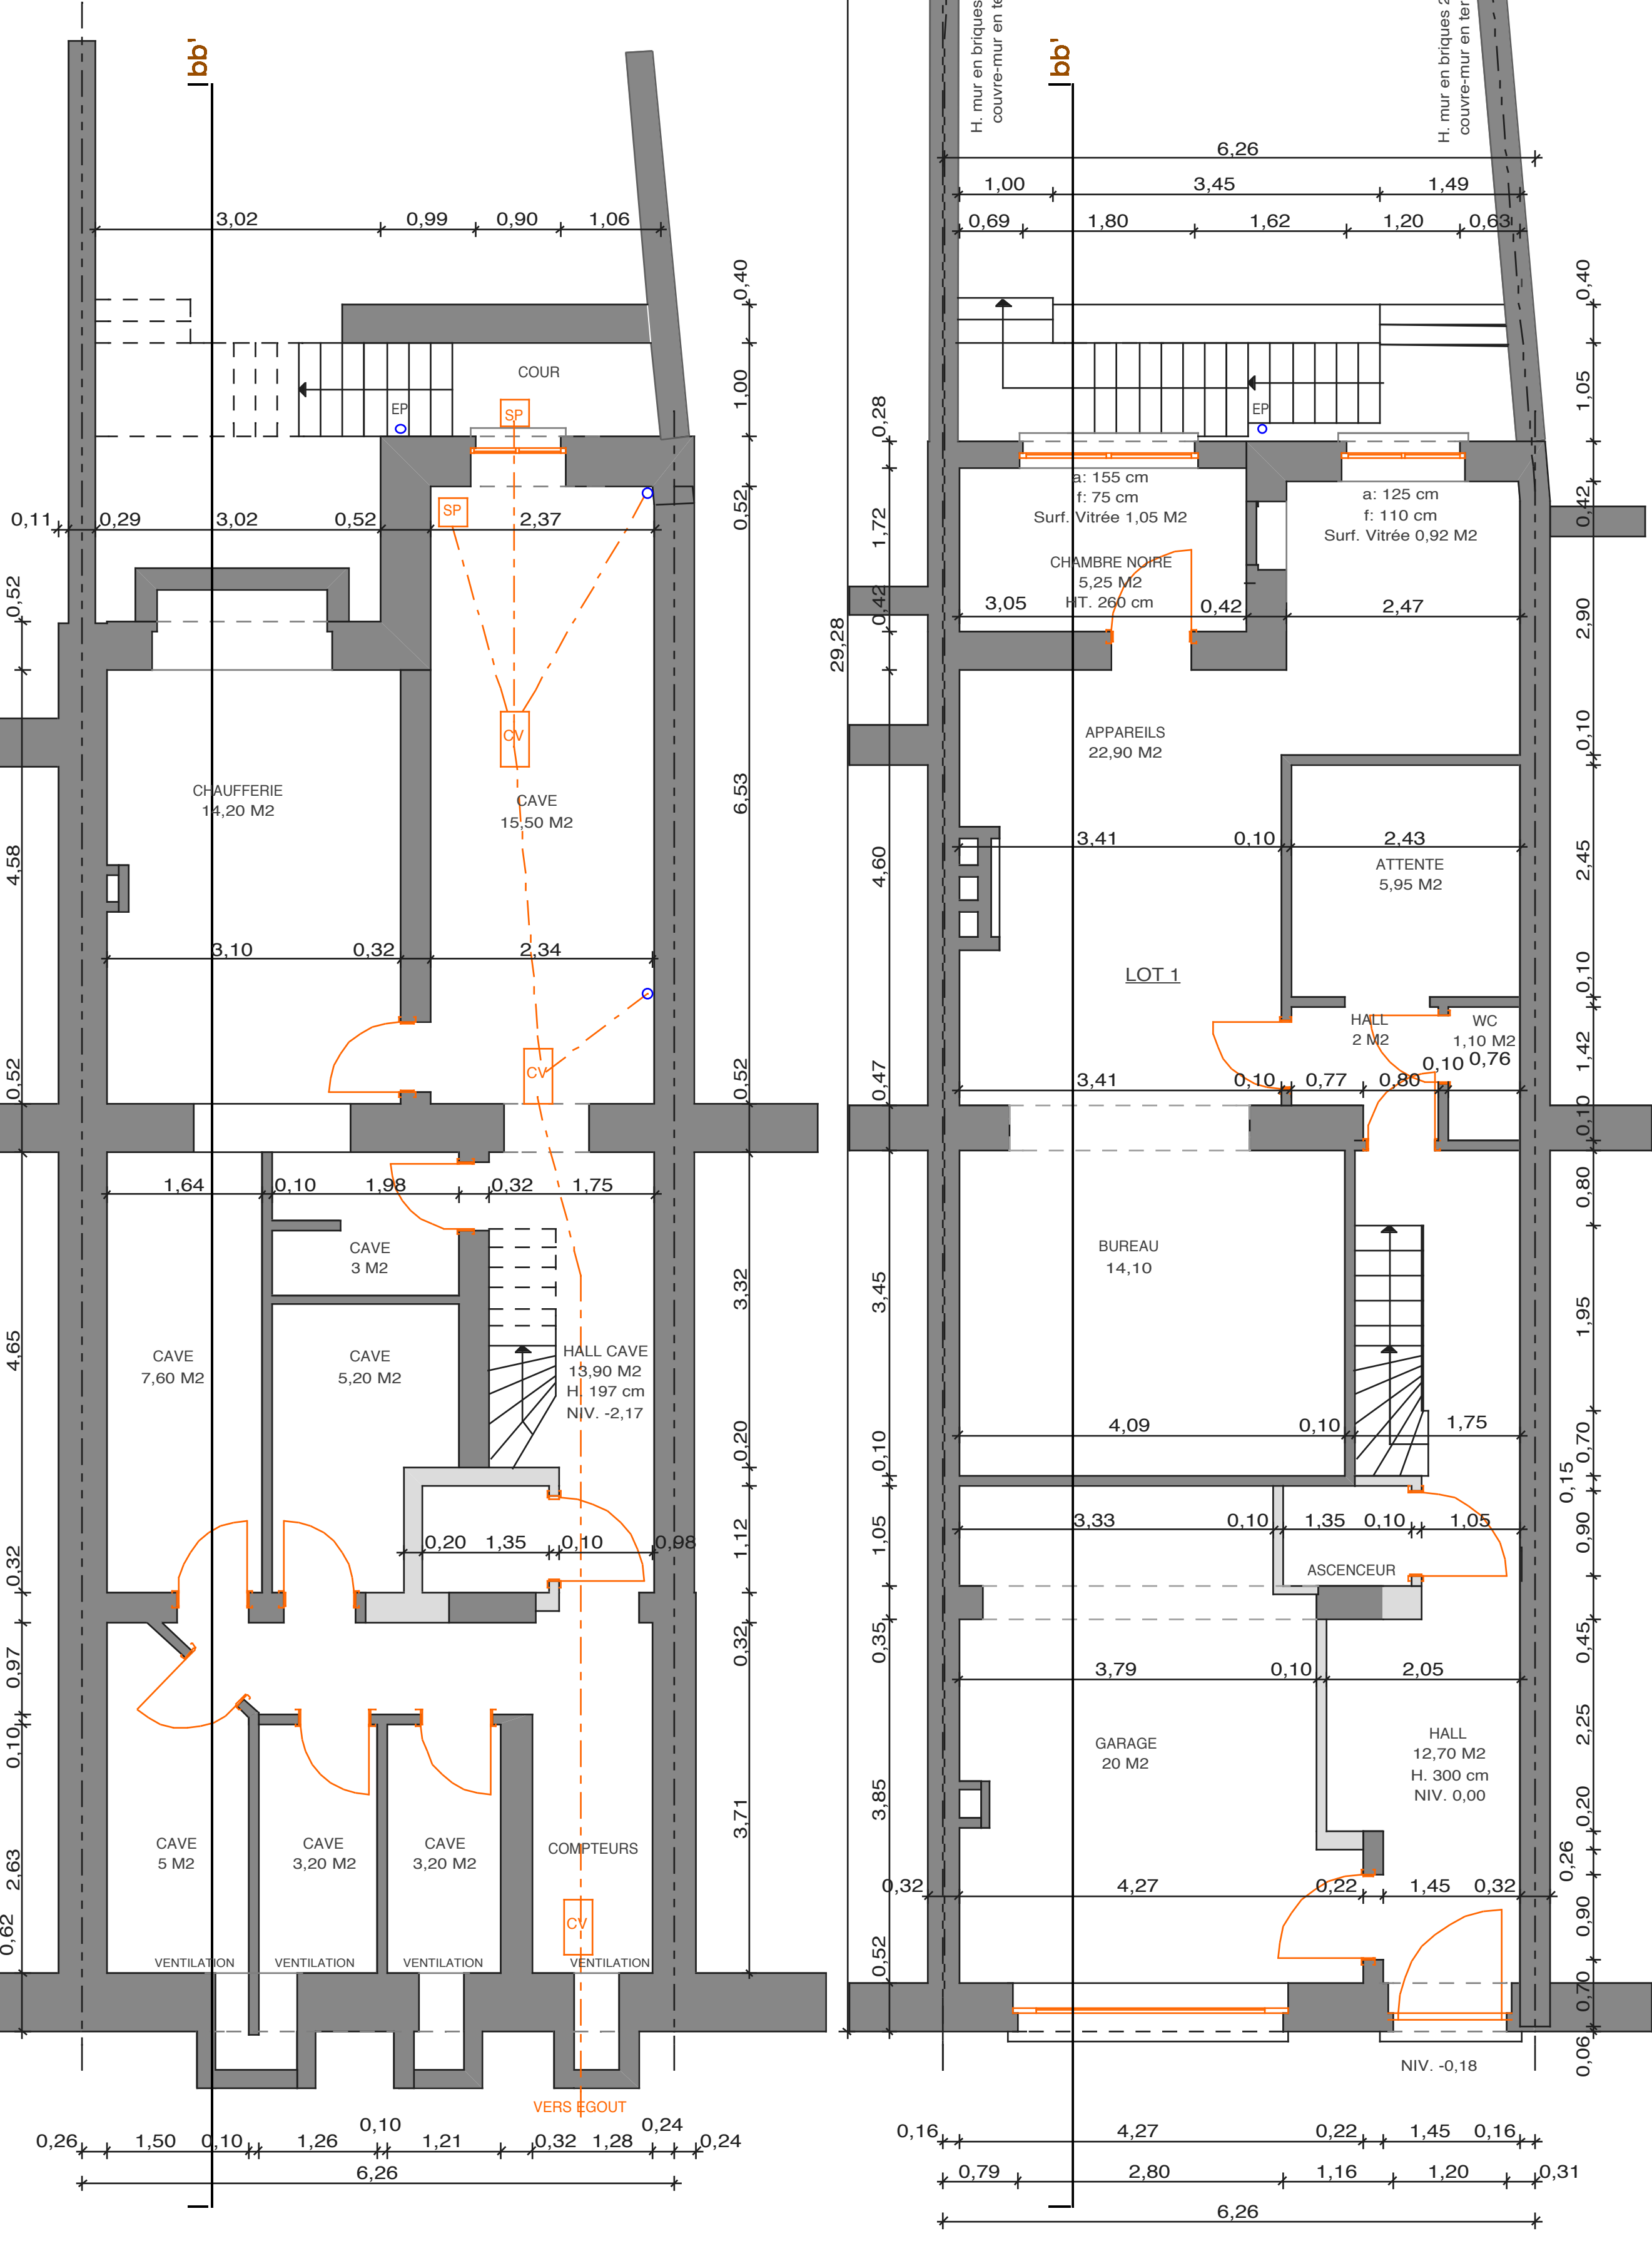 bb'
3,02
0,99
0,90
1,06
0,40
COUR
1,00
EP
SP
SP
0,11
0,29
3,02
0,52
2,37
0,52
0,52
CV
CHAUFFERIE
14,20 M2
CAVE
15,50 M2
6,53
4,58
3,10
0,32
2,34
CV
0,52
0,52
1,64
0,10
1,98
0,32
1,75
CAVE
3 M2
3,32
CAVE
7,60 M2
CAVE
5,20 M2
HALL CAVE
13,90 M2
H. 197 cm
NIV. -2,17
4,65
0,20
0,20
1,35
0,10
0,98
1,12
0,32
0,32
0,97
0,10
CAVE
5 M2
CAVE
3,20 M2
CAVE
3,20 M2
COMPTEURS
3,71
2,63
CV
0,62
VENTILATION
VENTILATION
VENTILATION
VENTILATION
VERS EGOUT
0,26
1,50
0,10
1,26
0,10
1,21
0,32
1,28
0,24
0,24
6,26
H. mur en briques
couvre-mur en
bb'
H. mur en briques
couvre-mur en
6,26
1,00
3,45
1,49
0,69
1,80
1,62
1,20
0,63
0,40
1,05
EP
0,28
a: 155 cm
f: 75 cm
Surf. Vitrée 1,05 M2
a: 125 cm
f: 110 cm
Surf. Vitrée 0,92 M2
0,42
1,72
CHAMBRE NOIRE
5,25 M2
HT. 260 cm
3,05
0,42
2,47
0,42
2,90
29,28
APPAREILS
22,90 M2
0,10
3,41
0,10
2,43
ATTENTE
5,95 M2
4,60
2,45
LOT 1
0,10
HALL
2 M2
WC
1,10 M2
1,42
3,41
0,10
0,77
0,80
0,10
0,76
0,47
0,10
0,80
BUREAU
14,10
3,45
1,95
4,09
0,10
1,75
0,10
0,70
0,15
3,33
0,10
1,35
0,10
1,05
1,05
0,90
ASCENCEUR
0,35
0,45
3,79
0,10
2,05
GARAGE
20 M2
HALL
12,70 M2
H. 300 cm
NIV. 0,00
2,25
3,85
0,20
0,26
0,32
4,27
0,22
1,45
0,32
0,90
0,52
0,70
0,06
NIV. -0,18
0,16
4,27
0,22
1,45
0,16
0,79
2,80
1,16
1,20
0,31
6,26